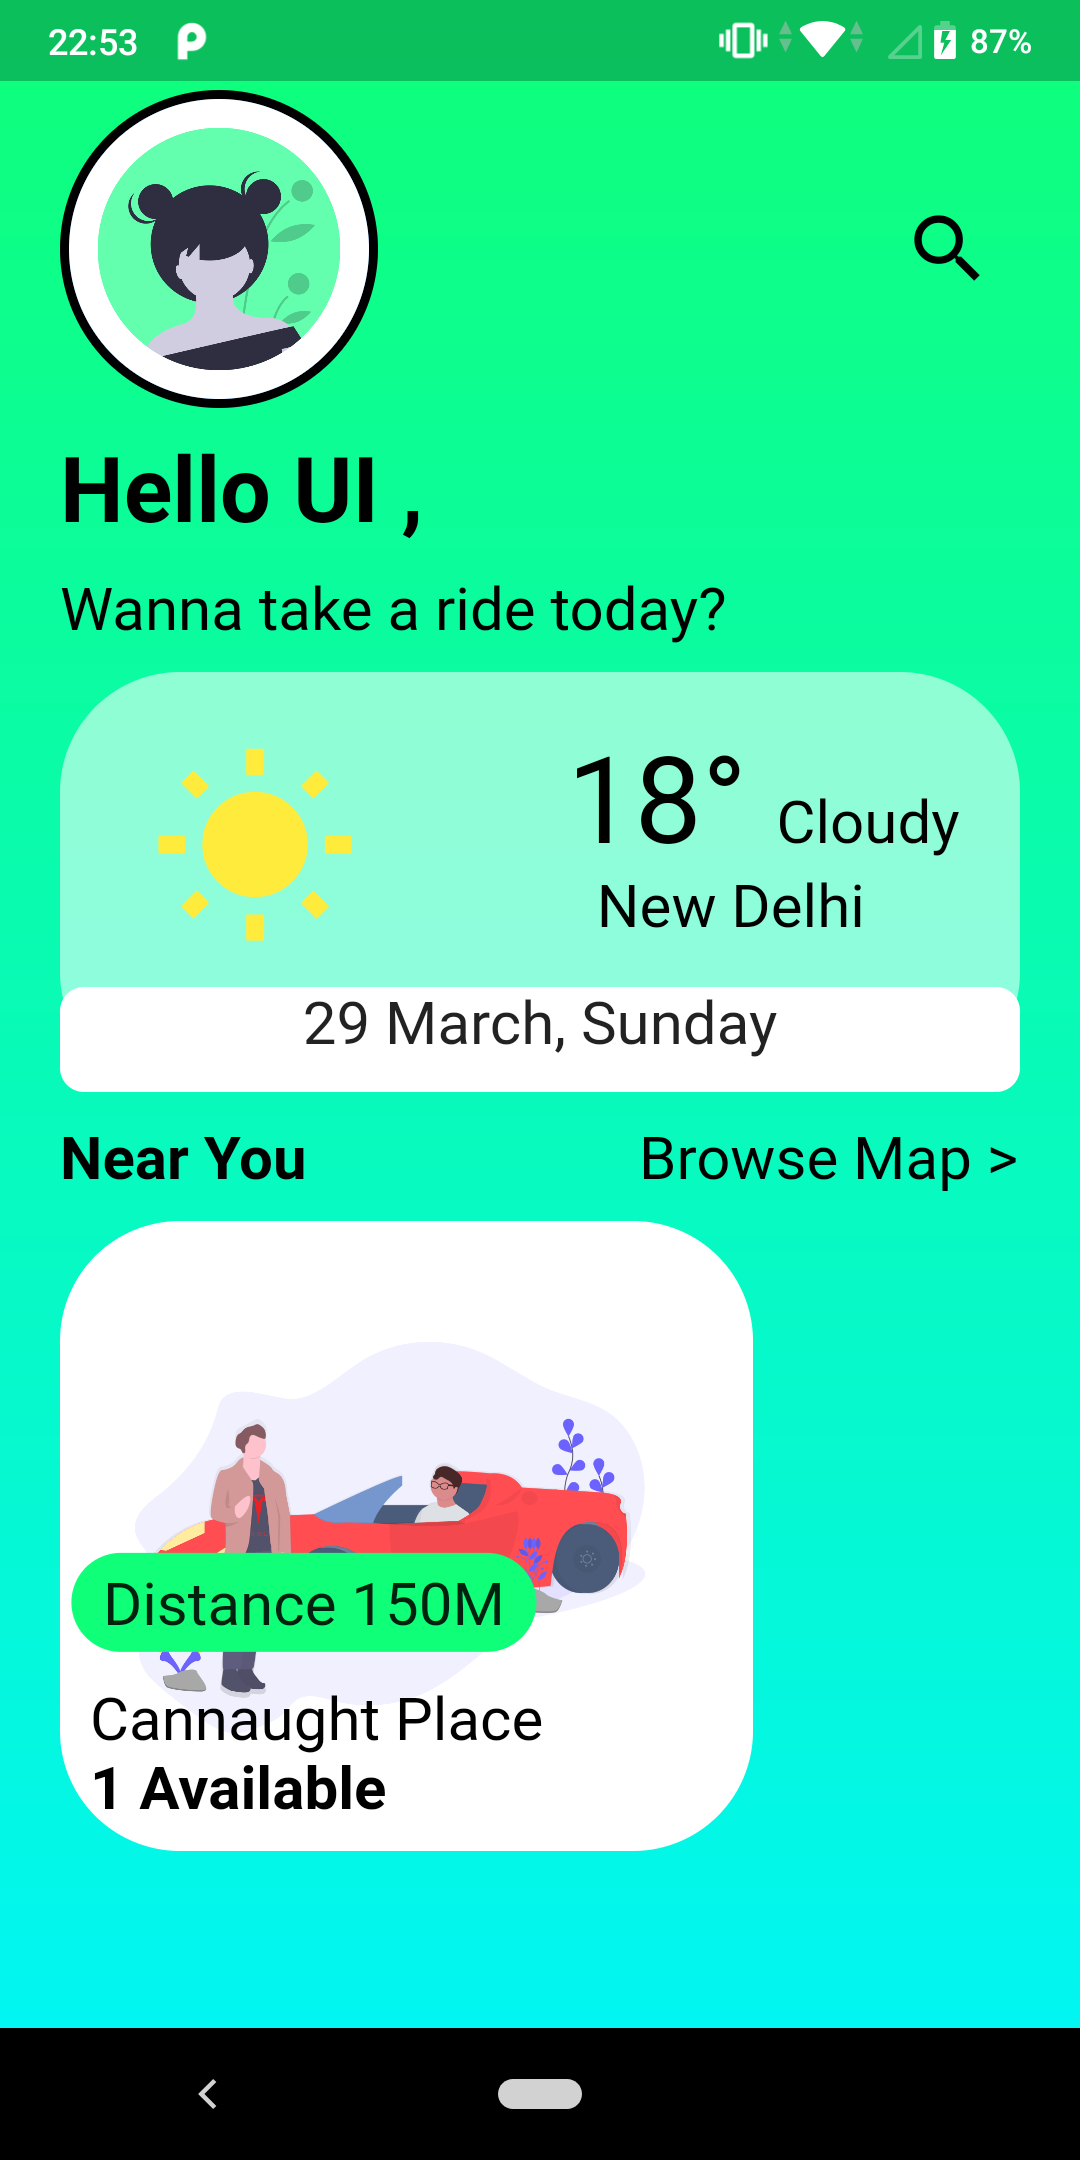 22:53
87%
Hello UI ,
Wanna take a ride today?
18° Cloudy
New Delhi
29 March, Sunday
Near You
Browse Map >
Distance 150M
Cannaught Place
1 Available